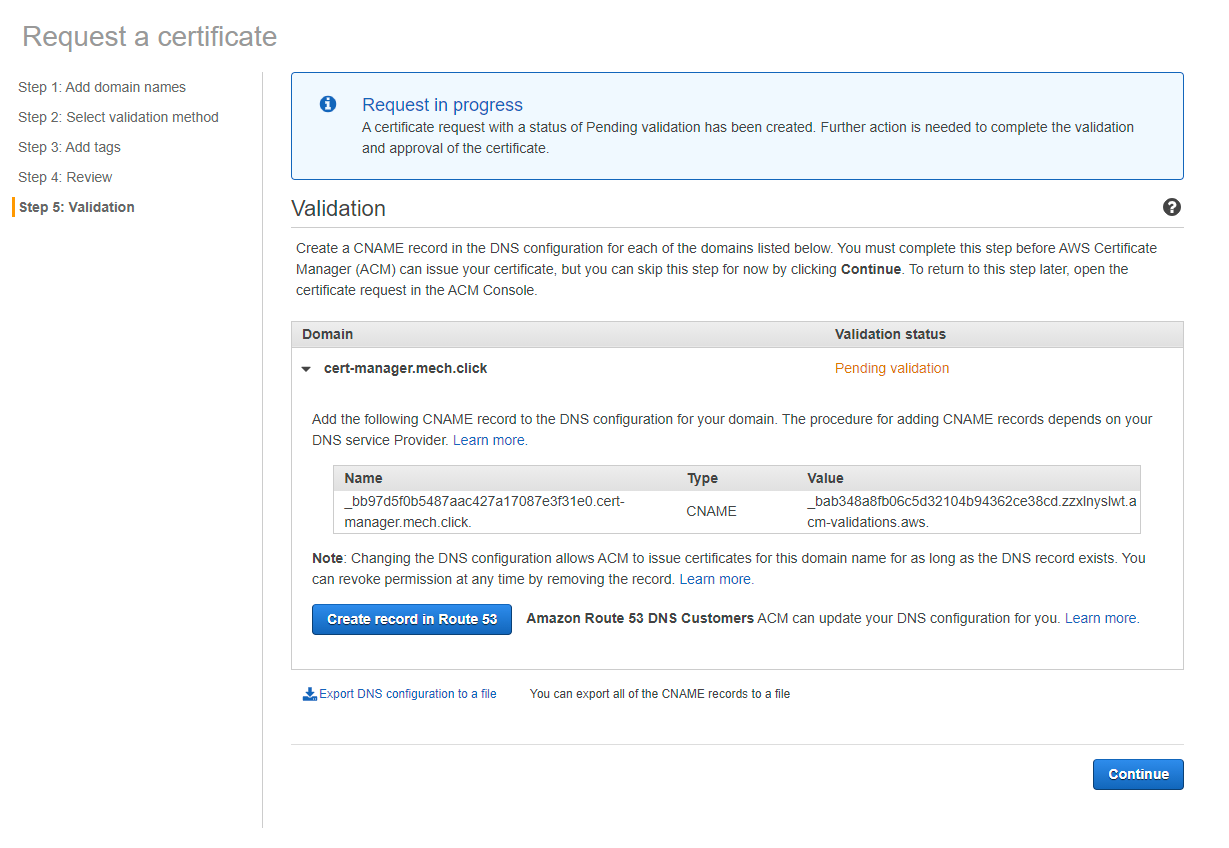 Request a certificate
Step 1: Add domain names
Step 2: Select validation method
Step 3: Add tags
Step 4: Review
Step 5: Validation
Request in progress
A certificate request with a status of Pending validation has been created. Further action is needed to complete the validation
and approval of the certificate.
Validation
Create a CNAME record in the DNS configuration for each of the domains listed below. You must complete this step before AWS Certificate
Manager (ACM) can issue your certificate, but you can skip this step for now by clicking Continue. To return to this step later, open the
certificate request in the ACM Console.
Domain Validation status
cert-manager.mech.click Pending validation
Add the following CNAME record to the DNS configuration for your domain. The procedure for adding CNAME records depends on your
DNS service Provider. Learn more.
Name Type Value
_bb97d5f0b5487aac427a17087e3f31e0.cert-
manager.mech.click.
CNAME
_bab348a8fb06c5d32104b94362ce38cd.zzxlnyslwt.a
cm-validations.aws.
Note: Changing the DNS configuration allows ACM to issue certificates for this domain name for as long as the DNS record exists. You
can revoke permission at any time by removing the record. Learn more.
Create record in Route 53 Amazon Route 53 DNS Customers ACM can update your DNS configuration for you. Learn more.
Export DNS configuration to a file You can export all of the CNAME records to a file
Continue